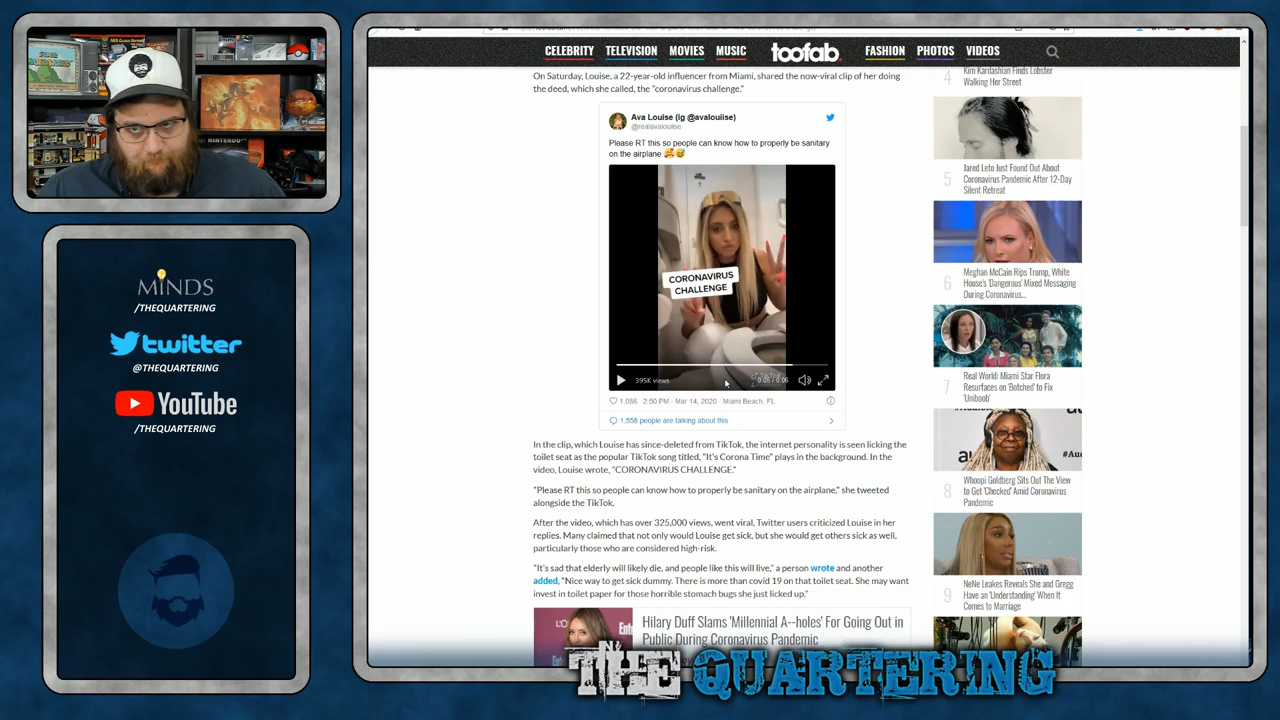 MINDS
/THEQUARTERING
twitter
@THEQUARTERING
YouTube
/THEQUARTERING
CELEBRITY TELEVISION MOVIES MUSIC toofab. FASHION PHOTOS VIDEOS
On Saturday, Louise, a 22-year-old influencer from Miami, shared the now-viral clip of her doing
the deed, which she called, the "coronavirus challenge."
Ava Louise (ig @avalouiise)
@realavalouiise
Please RT this so people can know how to properly be sanitary
on the airplane
CORONAVIRUS
CHALLENGE
395K views
0:05 / 0:06
1,086 2:50 PM - Mar 14, 2020 · Miami Beach, FL
1,558 people are talking about this
In the clip, which Louise has since-deleted from TikTok, the internet personality is seen licking the
toilet seat as the popular TikTok song titled, "It's Corona Time" plays in the background. In the
video, Louise wrote, "CORONAVIRUS CHALLENGE."
"Please RT this so people can know how to properly be sanitary on the airplane," she tweeted
alongside the TikTok.
After the video, which has over 325,000 views, went viral, Twitter users criticized Louise in her
replies. Many claimed that not only would Louise get sick, but she would get others sick as well,
particularly those who are considered high-risk.
"It's sad that elderly will likely die, and people like this will live," a person wrote and another
added, "Nice way to get sick dummy. There is more than covid 19 on that toilet seat. She may want
invest in toilet paper for those horrible stomach bugs she just licked up."
Hilary Duff Slams 'Millennial A--holes' For Going Out in
Public During Coronavirus Pandemic
4 Kim Kardashian Finds Lobster
Walking Her Street
5 Jared Leto Just Found Out About
Coronavirus Pandemic After 12-Day
Silent Retreat
6 Meghan McCain Rips Trump, White
House's 'Dangerous' Mixed Messaging
During Coronavirus...
7 Real World: Miami Star Flora
Resurfaces on 'Botched' to Fix
'Uniboob'
8 Whoopi Goldberg Sits Out The View
to Get 'Checked' Amid Coronavirus
Pandemic
9 NeNe Leakes Reveals She and Gregg
Have an 'Understanding' When It
Comes to Marriage
THE QUARTERING